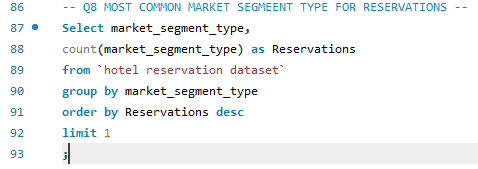 86 -- Q8 MOST COMMON MARKET SEGMEENT TYPE FOR RESERVATIONS --
87 Select market_segment_type,
88 count(market_segment_type) as Reservations
89 from `hotel reservation dataset`
90 group by market_segment_type
91 order by Reservations desc
92 limit 1
93 ;